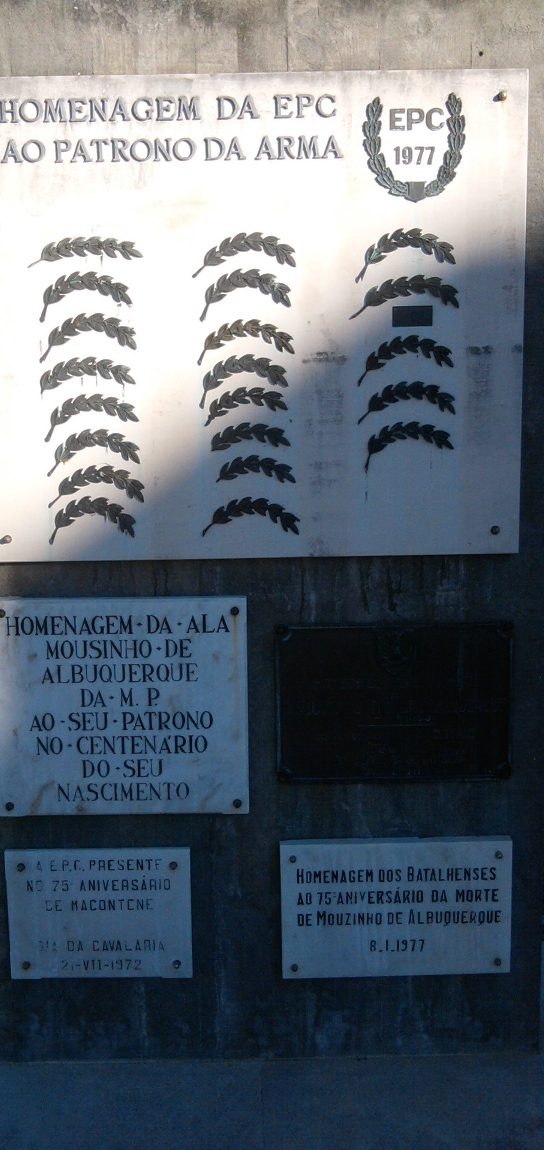 HOMENAGEM DA EPC
AO PATRONO DA ARMA
EPC
1977
HOMENAGEM·DA·ALA
MOUSINHO·DE
ALBUQUERQUE
DA·M.P.
AO·SEU·PATRONO
NO·CENTENÁRIO
DO·SEU
NASCIMENTO
A E.P.C. PRESENTE
NO 75º ANIVERSÁRIO
DE MACONTENE
DIA DA CAVALARIA
21-VII-1972
HOMENAGEM DOS BATALHENSES
AO 75º ANIVERSÁRIO DA MORTE
DE MOUZINHO DE ALBUQUERQUE
8.1.1977